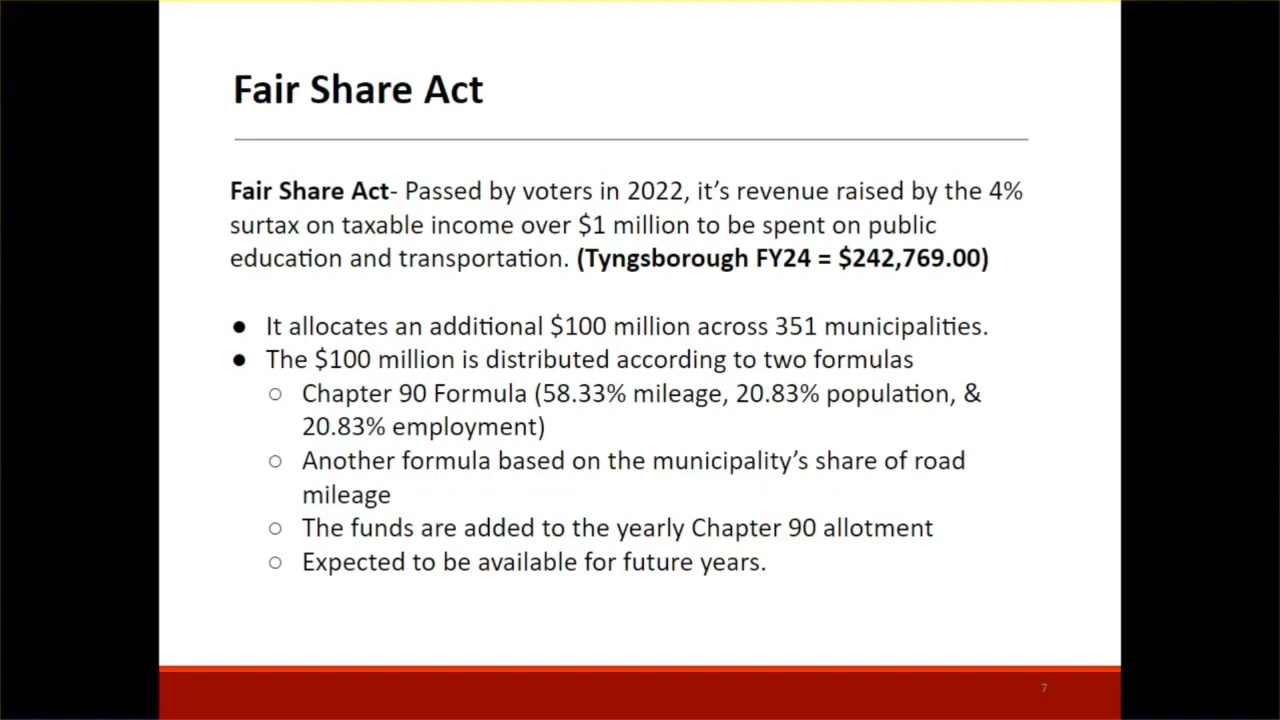 Fair Share Act
Fair Share Act- Passed by voters in 2022, it’s revenue raised by the 4%
surtax on taxable income over $1 million to be spent on public
education and transportation. (Tyngsborough FY24 = $242,769.00)
● It allocates an additional $100 million across 351 municipalities.
● The $100 million is distributed according to two formulas
○ Chapter 90 Formula (58.33% mileage, 20.83% population, &
20.83% employment)
○ Another formula based on the municipality’s share of road
mileage
○ The funds are added to the yearly Chapter 90 allotment
○ Expected to be available for future years.
7